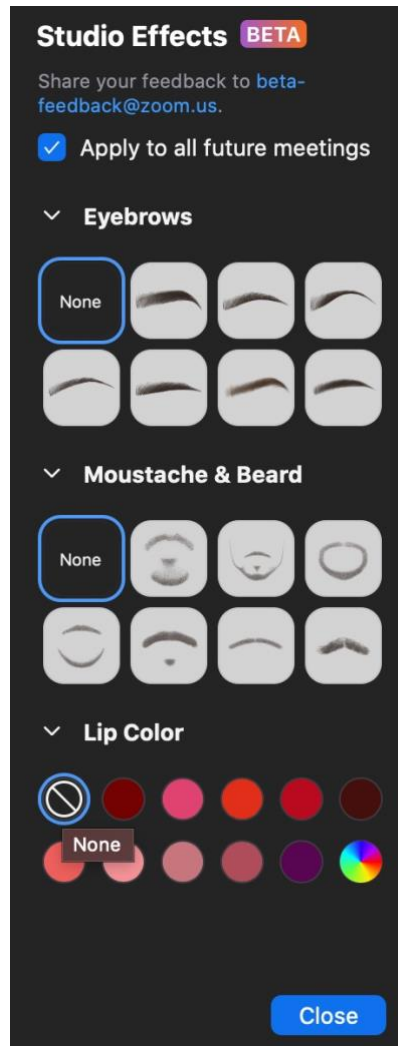 Studio Effects BETA
Share your feedback to beta-
feedback@zoom.us.
Apply to all future meetings
Eyebrows
None
Moustache & Beard
None
Lip Color
None
Close